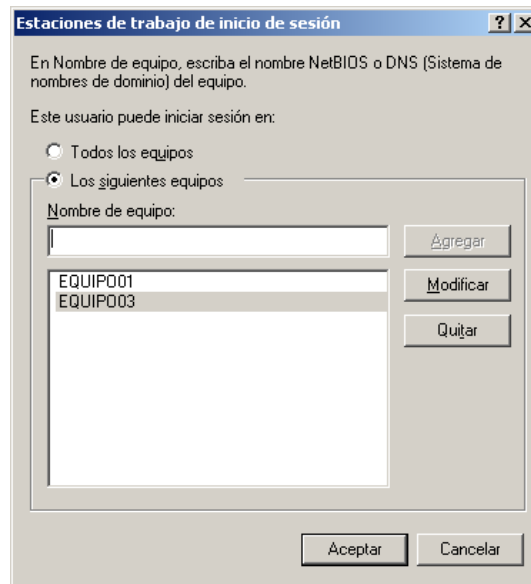 Estaciones de trabajo de inicio de sesión
En Nombre de equipo, escriba el nombre NetBIOS o DNS (Sistema de
nombres de dominio) del equipo.
Este usuario puede iniciar sesión en:
Todos los equipos
Los siguientes equipos
Nombre de equipo:
Agregar
EQUIPO01
EQUIPO03
Modificar
Quitar
Aceptar
Cancelar